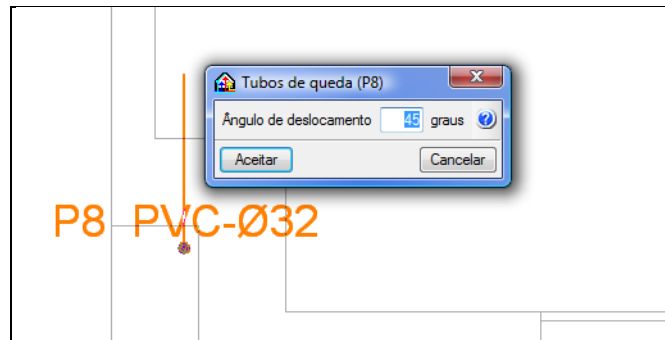 Tubos de queda (P8)
Ângulo de deslocamento 45 graus
Aceitar Cancelar
P8 PVC-Ø32